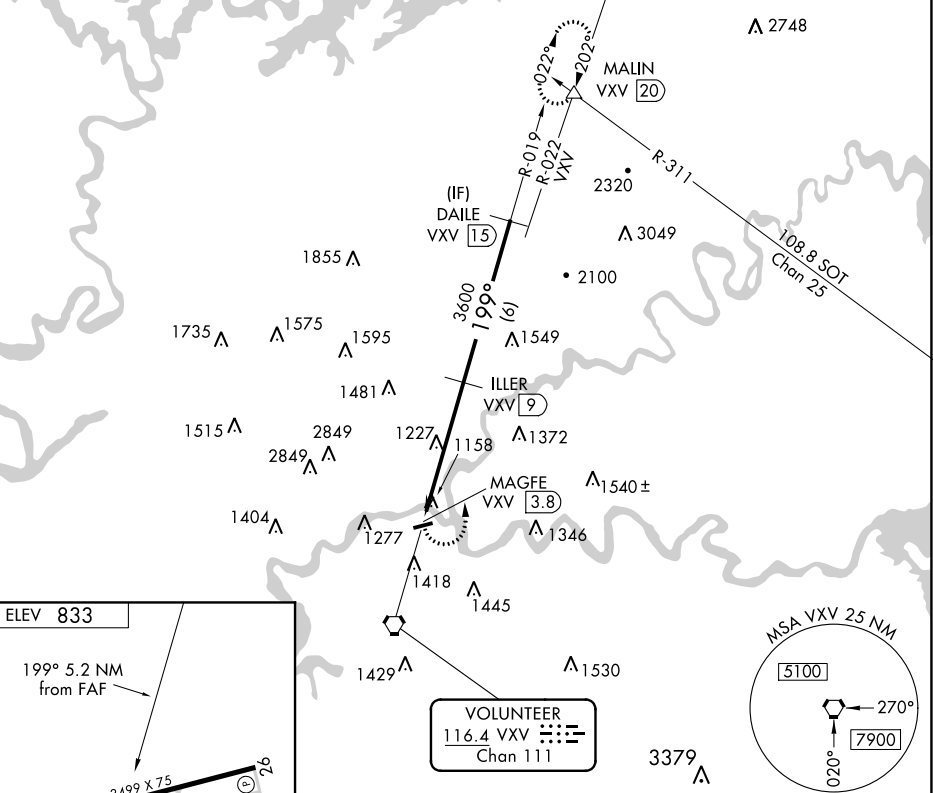 2748
022°
202°
MALIN
VXV 20
R-019
R-022
VXV
R-311
2320
(IF)
DAILE
VXV 15
3049
108.8 SOT
Chan 25
1855
2100
3600
199°
(6)
1735
1575
1595
1549
1481
ILLER
VXV 9
1515
2849
2849
1227
1158
1372
MAGFE
VXV 3.8
1540 ±
1404
1277
1346
1418
1445
ELEV 833
199° 5.2 NM
from FAF
1429
1530
MSA VXV 25 NM
5100
270°
7900
020°
VOLUNTEER
116.4 VXV
Chan 111
3379
3499 X 75
26
P